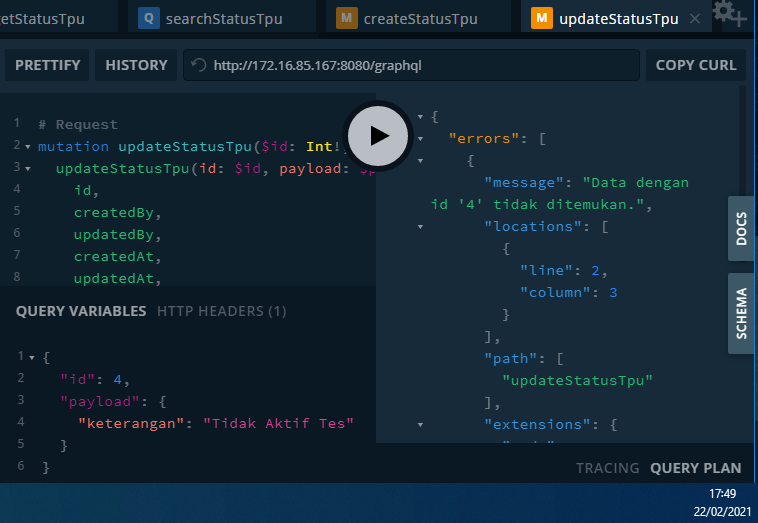 etStatusTpu
Q searchStatusTpu
M createStatusTpu
M updateStatusTpu
PRETTIFY
HISTORY
http://172.16.85.167:8080/graphql
COPY CURL
1 # Request
2 mutation updateStatusTpu($id: Int!
3 updateStatusTpu(id: $id, payload: $p
4 id,
5 createdBy,
6 updatedBy,
7 createdAt,
8 updatedAt,
QUERY VARIABLES HTTP HEADERS (1)
1 {
2 "id": 4,
3 "payload": {
4 "keterangan": "Tidak Aktif Tes"
5 }
6 }
{
"errors": [
{
"message": "Data dengan
id '4' tidak ditemukan.",
"locations": [
{
"line": 2,
"column": 3
}
],
"path": [
"updateStatusTpu"
],
"extensions": {
DOCS
SCHEMA
TRACING QUERY PLAN
17:49
22/02/2021